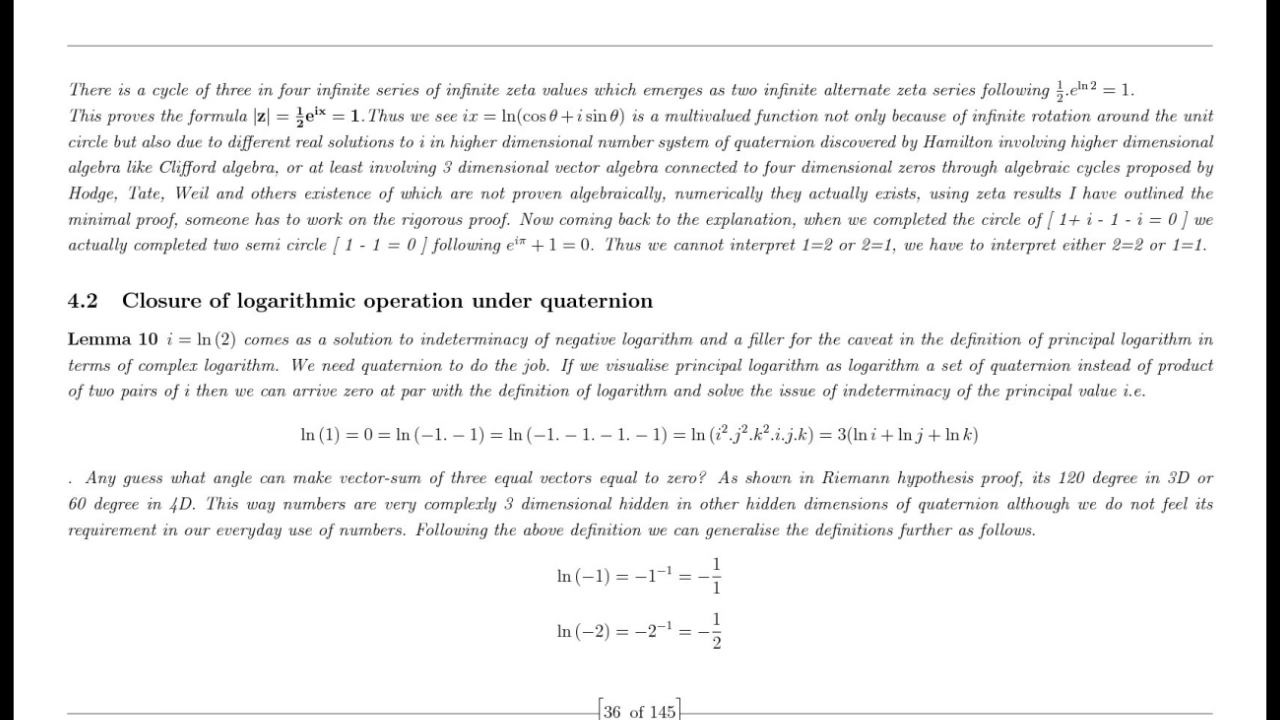 There is a cycle of three in four infinite series of infinite zeta values which emerges as two infinite alternate zeta series following ½.e^{ln 2} = 1.
This proves the formula |z| = ½e^{ix} = 1. Thus we see ix = ln(cos θ + i sin θ) is a multivalued function not only because of infinite rotation around the unit
circle but also due to different real solutions to i in higher dimensional number system of quaternion discovered by Hamilton involving higher dimensional
algebra like Clifford algebra, or at least involving 3 dimensional vector algebra connected to four dimensional zeros through algebraic cycles proposed by
Hodge, Tate, Weil and others existence of which are not proven algebraically, numerically they actually exists, using zeta results I have outlined the
minimal proof, someone has to work on the rigorous proof. Now coming back to the explanation, when we completed the circle of [ 1+ i - 1 - i = 0 ] we
actually completed two semi circle [ 1 - 1 = 0 ] following e^{iπ} + 1 = 0. Thus we cannot interpret 1=2 or 2=1, we have to interpret either 2=2 or 1=1.
4.2 Closure of logarithmic operation under quaternion
Lemma 10 i = ln (2) comes as a solution to indeterminacy of negative logarithm and a filler for the caveat in the definition of principal logarithm in
terms of complex logarithm. We need quaternion to do the job. If we visualise principal logarithm as logarithm a set of quaternion instead of product
of two pairs of i then we can arrive zero at par with the definition of logarithm and solve the issue of indeterminacy of the principal value i.e.
ln (1) = 0 = ln (−1. − 1) = ln (−1. − 1. − 1. − 1) = ln (i².j².k².i.j.k) = 3(ln i + ln j + ln k)
. Any guess what angle can make vector-sum of three equal vectors equal to zero? As shown in Riemann hypothesis proof, its 120 degree in 3D or
60 degree in 4D. This way numbers are very complexly 3 dimensional hidden in other hidden dimensions of quaternion although we do not feel its
requirement in our everyday use of numbers. Following the above definition we can generalise the definitions further as follows.
ln (−1) = −1⁻¹ = −1/1
ln (−2) = −2⁻¹ = −1/2
[36 of 145]